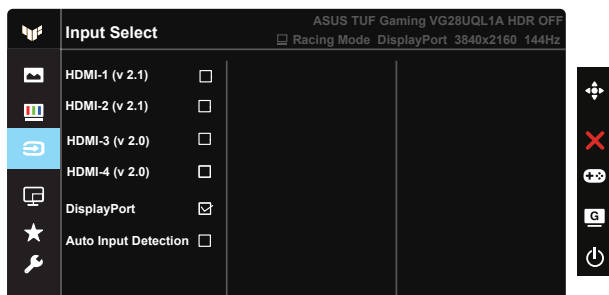 ASUS TUF Gaming VG28UQL1A HDR OFF
Input Select
Racing Mode DisplayPort 3840x2160 144Hz
HDMI-1 (v 2.1)
HDMI-2 (v 2.1)
HDMI-3 (v 2.0)
HDMI-4 (v 2.0)
DisplayPort
Auto Input Detection
G